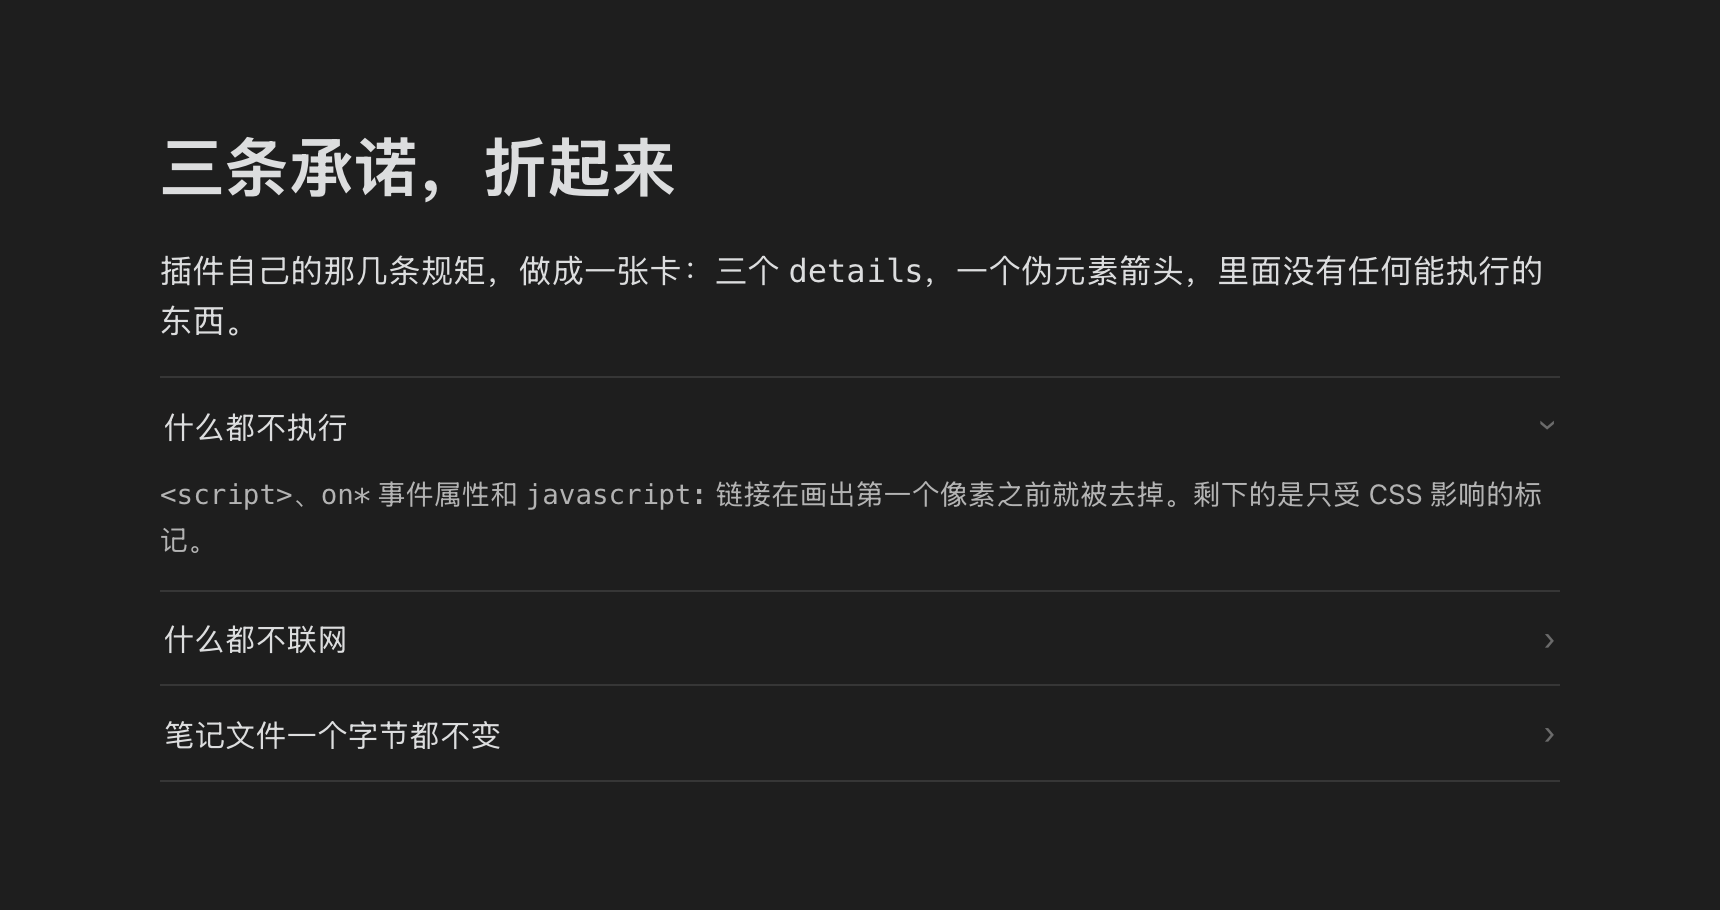 三条承诺，折起来
插件自己的那几条规矩，做成一张卡：三个 details，一个伪元素箭头，里面没有任何能执行的
东西。
什么都不执行
<script>、on* 事件属性和 javascript: 链接在画出第一个像素之前就被去掉。剩下的是只受 CSS 影响的标
记。
什么都不联网
笔记文件一个字节都不变